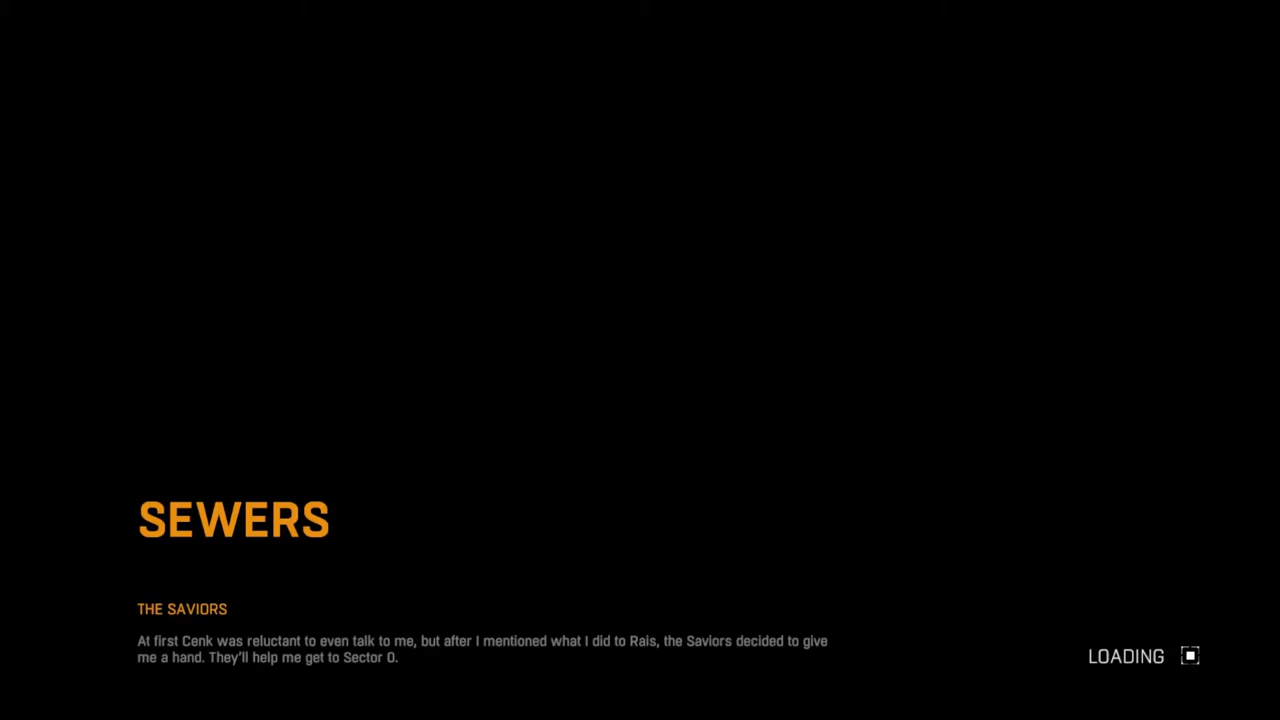 SEWERS
THE SAVIORS
At first Cenk was reluctant to even talk to me, but after I mentioned what I did to Rais, the Saviors decided to give
me a hand. They'll help me get to Sector 0.
LOADING